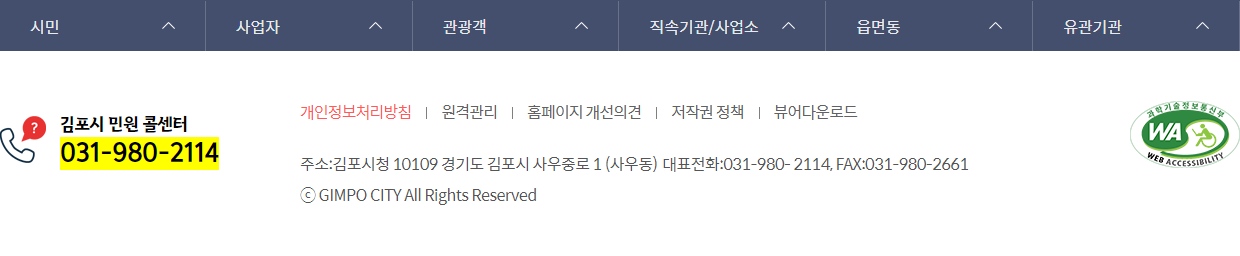 시민 사업자 관광객 직속기관/사업소 읍면동 유관기관
개인정보처리방침 | 원격관리 | 홈페이지 개선의견 | 저작권 정책 | 뷰어다운로드
?
김포시 민원 콜센터
031-980-2114
주소:김포시청 10109 경기도 김포시 사우중로 1 (사우동) 대표전화:031-980- 2114, FAX:031-980-2661
ⓒ GIMPO CITY All Rights Reserved
과학기술정보통신부
WA
WEB ACCESSIBILITY